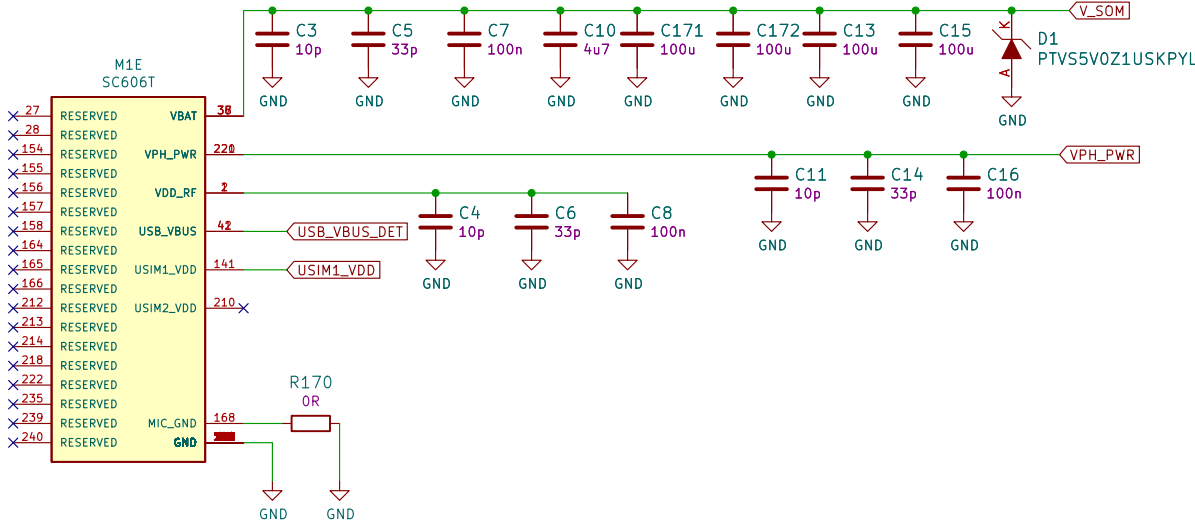 V_SOM
C3
10p
GND
C5
33p
GND
C7
100n
GND
C10
4u7
GND
C171
100u
GND
C172
100u
GND
C13
100u
GND
C15
100u
GND
K
A
D1
PTVS5V0Z1USKPYL
GND
M1E
SC606T
27 RESERVED
28 RESERVED
154 RESERVED
155 RESERVED
156 RESERVED
157 RESERVED
158 RESERVED
164 RESERVED
165 RESERVED
166 RESERVED
212 RESERVED
213 RESERVED
214 RESERVED
218 RESERVED
222 RESERVED
235 RESERVED
239 RESERVED
240 RESERVED
VBAT
VPH_PWR
VDD_RF
USB_VBUS
USIM1_VDD 141
USIM2_VDD 210
MIC_GND 168
GND
VPH_PWR
C11
10p
GND
C14
33p
GND
C16
100n
GND
C4
10p
GND
C6
33p
GND
C8
100n
GND
USB_VBUS_DET
USIM1_VDD
R170
0R
GND
GND